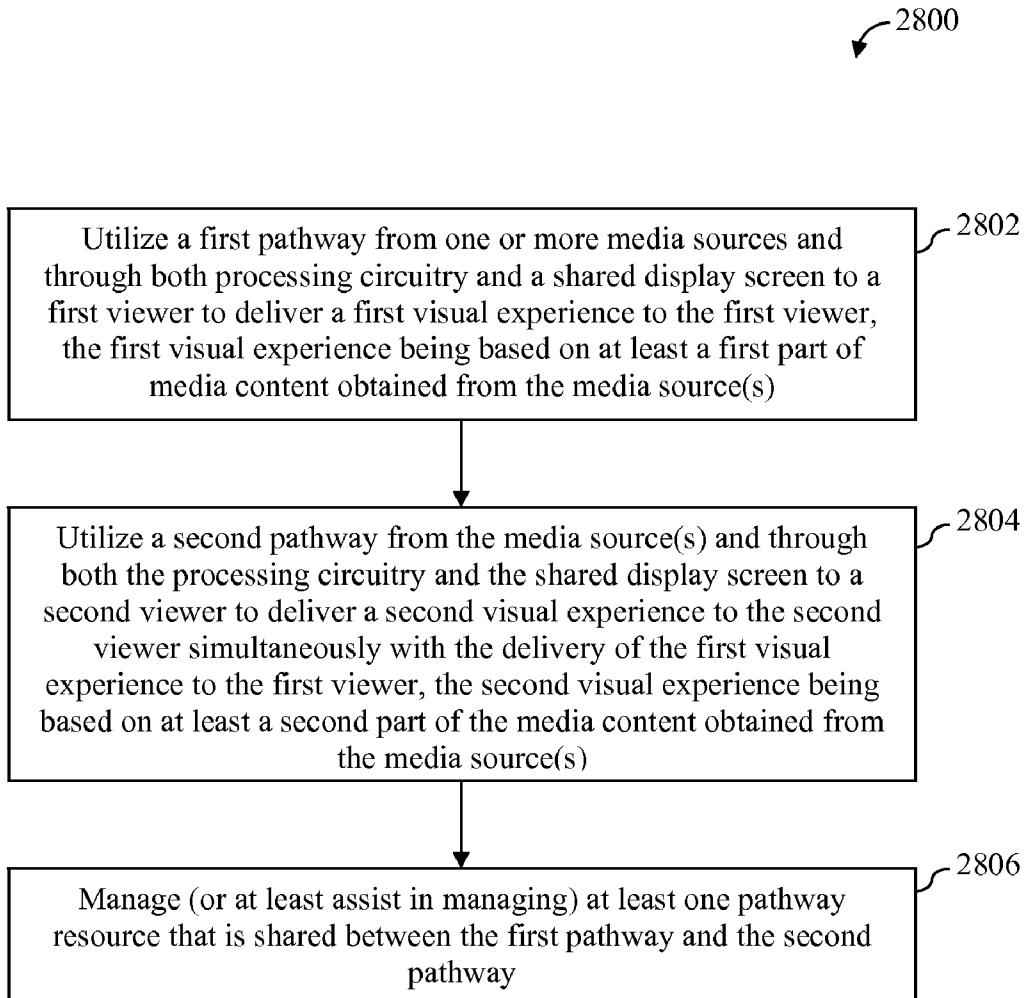 2800
2802
Utilize a first pathway from one or more media sources and
through both processing circuitry and a shared display screen to a
first viewer to deliver a first visual experience to the first viewer,
the first visual experience being based on at least a first part of
media content obtained from the media source(s)
2804
Utilize a second pathway from the media source(s) and through
both the processing circuitry and the shared display screen to a
second viewer to deliver a second visual experience to the second
viewer simultaneously with the delivery of the first visual
experience to the first viewer, the second visual experience being
based on at least a second part of the media content obtained from
the media source(s)
2806
Manage (or at least assist in managing) at least one pathway
resource that is shared between the first pathway and the second
pathway